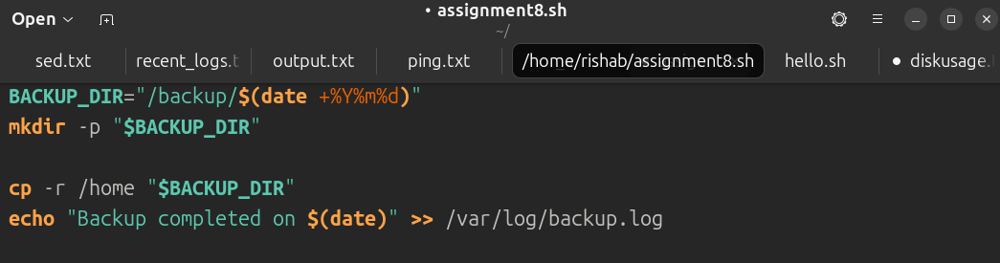 Open
• assignment8.sh
~/
sed.txt
recent_logs.t
output.txt
ping.txt
/home/rishab/assignment8.sh
hello.sh
• diskusage.
BACKUP_DIR="/backup/$(date +%Y%m%d)"
mkdir -p "$BACKUP_DIR"
cp -r /home "$BACKUP_DIR"
echo "Backup completed on $(date)" >> /var/log/backup.log